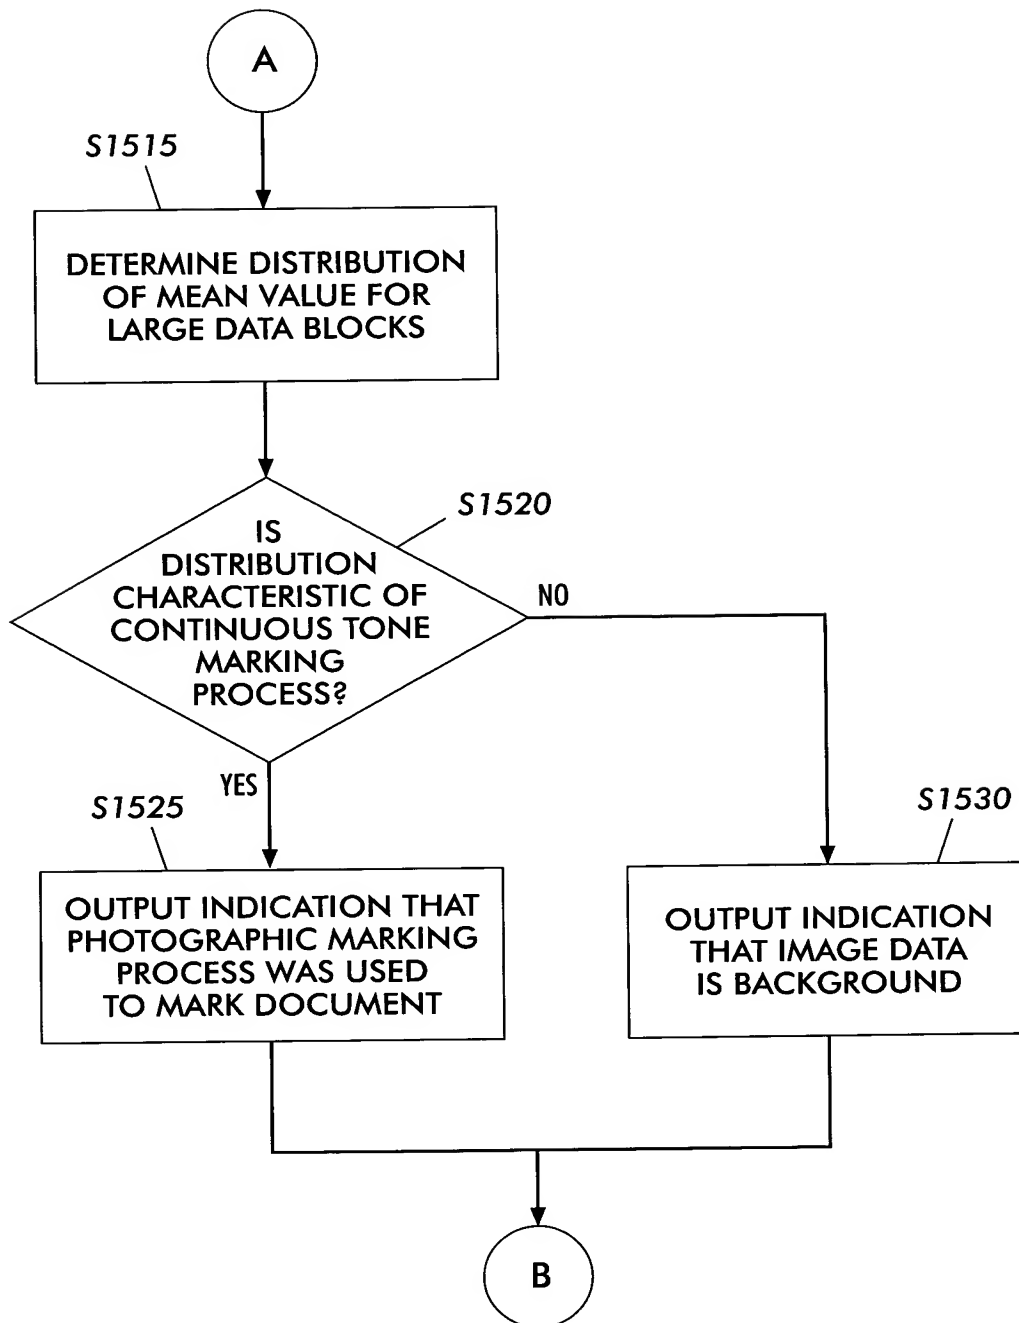 A
S1515
DETERMINE DISTRIBUTION
OF MEAN VALUE FOR
LARGE DATA BLOCKS
S1520
IS
DISTRIBUTION
CHARACTERISTIC OF
CONTINUOUS TONE
MARKING
PROCESS?
NO
YES
S1525
OUTPUT INDICATION THAT
PHOTOGRAPHIC MARKING
PROCESS WAS USED
TO MARK DOCUMENT
S1530
OUTPUT INDICATION
THAT IMAGE DATA
IS BACKGROUND
B